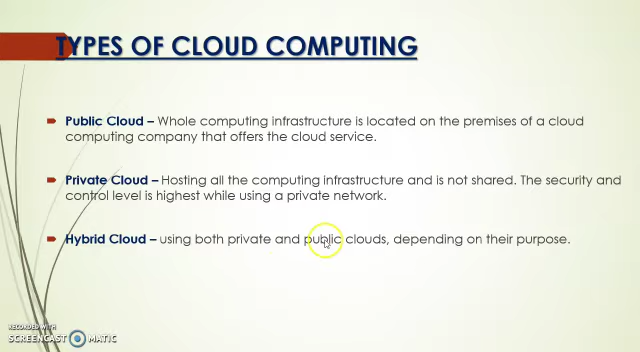 TYPES OF CLOUD COMPUTING
Public Cloud – Whole computing infrastructure is located on the premises of a cloud
computing company that offers the cloud service.
Private Cloud – Hosting all the computing infrastructure and is not shared. The security and
control level is highest while using a private network.
Hybrid Cloud – using both private and public clouds, depending on their purpose.
RECORDED WITH
SCREENCAST MATIC